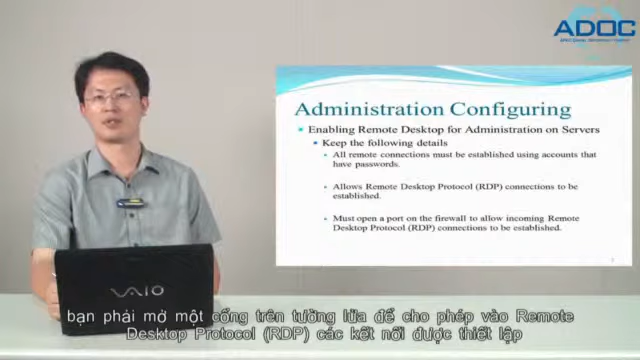 ADOC
Administration Configuring
Enabling Remote Desktop for Administration on Servers
Keep the following details
All remote connections must be established using accounts that
have passwords.
Allows Remote Desktop Protocol (RDP) connections to be
established.
Must open a port on the firewall to allow incoming Remote
Desktop Protocol (RDP) connections to be established.
VAIO
bạn phải mở một cổng trên tường lửa để cho phép vào Remote
Desktop Protocol (RDP) các kết nối được thiết lập